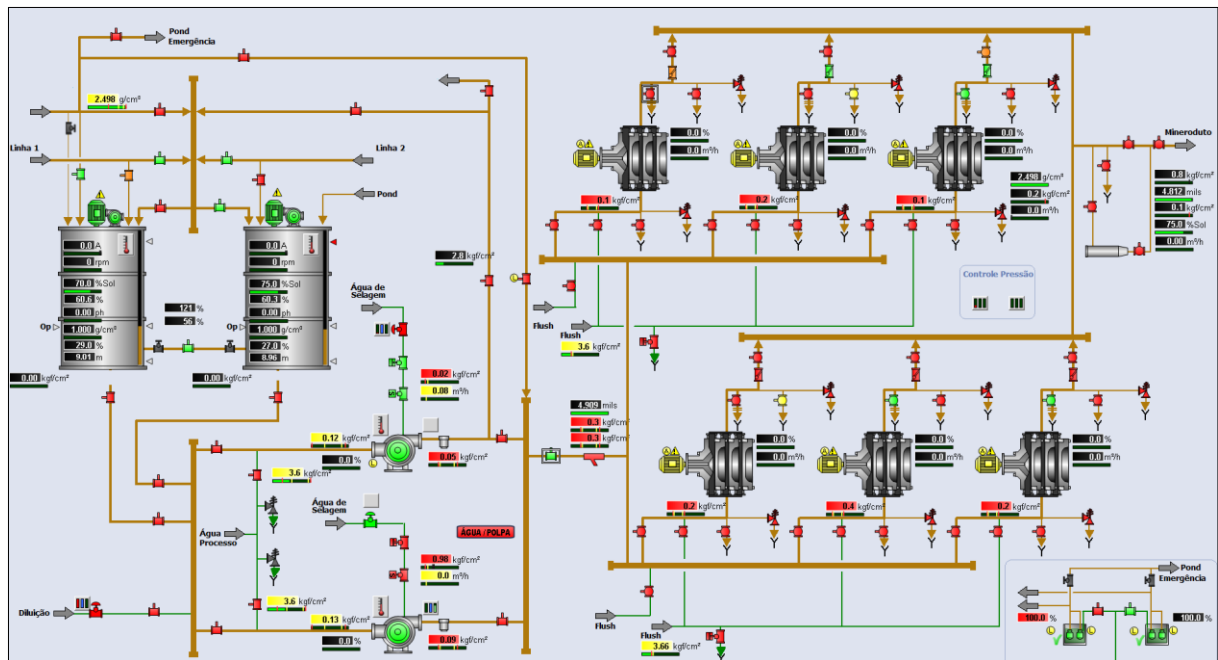 Pond
Emergência
2.498 g/cm³
Linha 1
Linha 2
Pond
0.0 A
0 rpm
70.0 %Sol
60.6 %
0.00 ph
Op
1.000 g/cm²
29.0 %
9.01 m
0.00 kgf/cm²
121 %
56 %
0.0 A
0 rpm
75.0 %Sol
60.3 %
0.00 ph
Op
1.000 g/cm²
27.0 %
8.96 m
0.00 kgf/cm²
Água de
Selagem
2.8 kgf/cm²
L
0.02 kgf/cm²
0.00 m³/h
0.12 kgf/cm²
0.0 %
L
0.05 kgf/cm²
3.6 kgf/cm²
Água de
Selagem
Água
Processo
ÁGUA /POLPA
0.98 kgf/cm²
0.0 m³/h
Diluição
3.6 kgf/cm²
0.13 kgf/cm²
0.0 %
0.09 kgf/cm²
0.0 %
0.0 m³/h
0.0 %
0.0 m³/h
0.0 %
0.0 m³/h
A
A
0.1 kgf/cm²
0.2 kgf/cm²
0.1 kgf/cm²
2.498 g/cm²
0.2 kgf/cm²
0.0 m³/h
Mineroduto
0.8 kgf/cm²
4.812 mils
0.1 kgf/cm²
75.0 %Sol
0.00 m³/h
Controle Pressão
Flush
Flush
3.6 kgf/cm²
4.909 mils
0.3 kgf/cm
0.3 kgf/cm
0.0 %
0.0 m³/h
0.0 %
0.0 m³/h
0.0 %
0.0 m³/h
A
A
0.2 kgf/cm²
0.4 kgf/cm²
0.2 kgf/cm²
Flush
Flush
3.66 kgf/cm²
Pond
Emergência
100.0 %
L
L
100.0 %